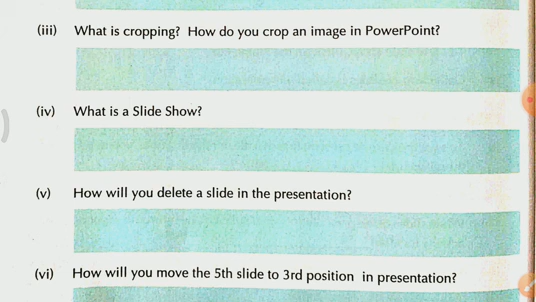 (iii) What is cropping? How do you crop an image in PowerPoint?
(iv) What is a Slide Show?
(v) How will you delete a slide in the presentation?
(vi) How will you move the 5th slide to 3rd position in presentation?